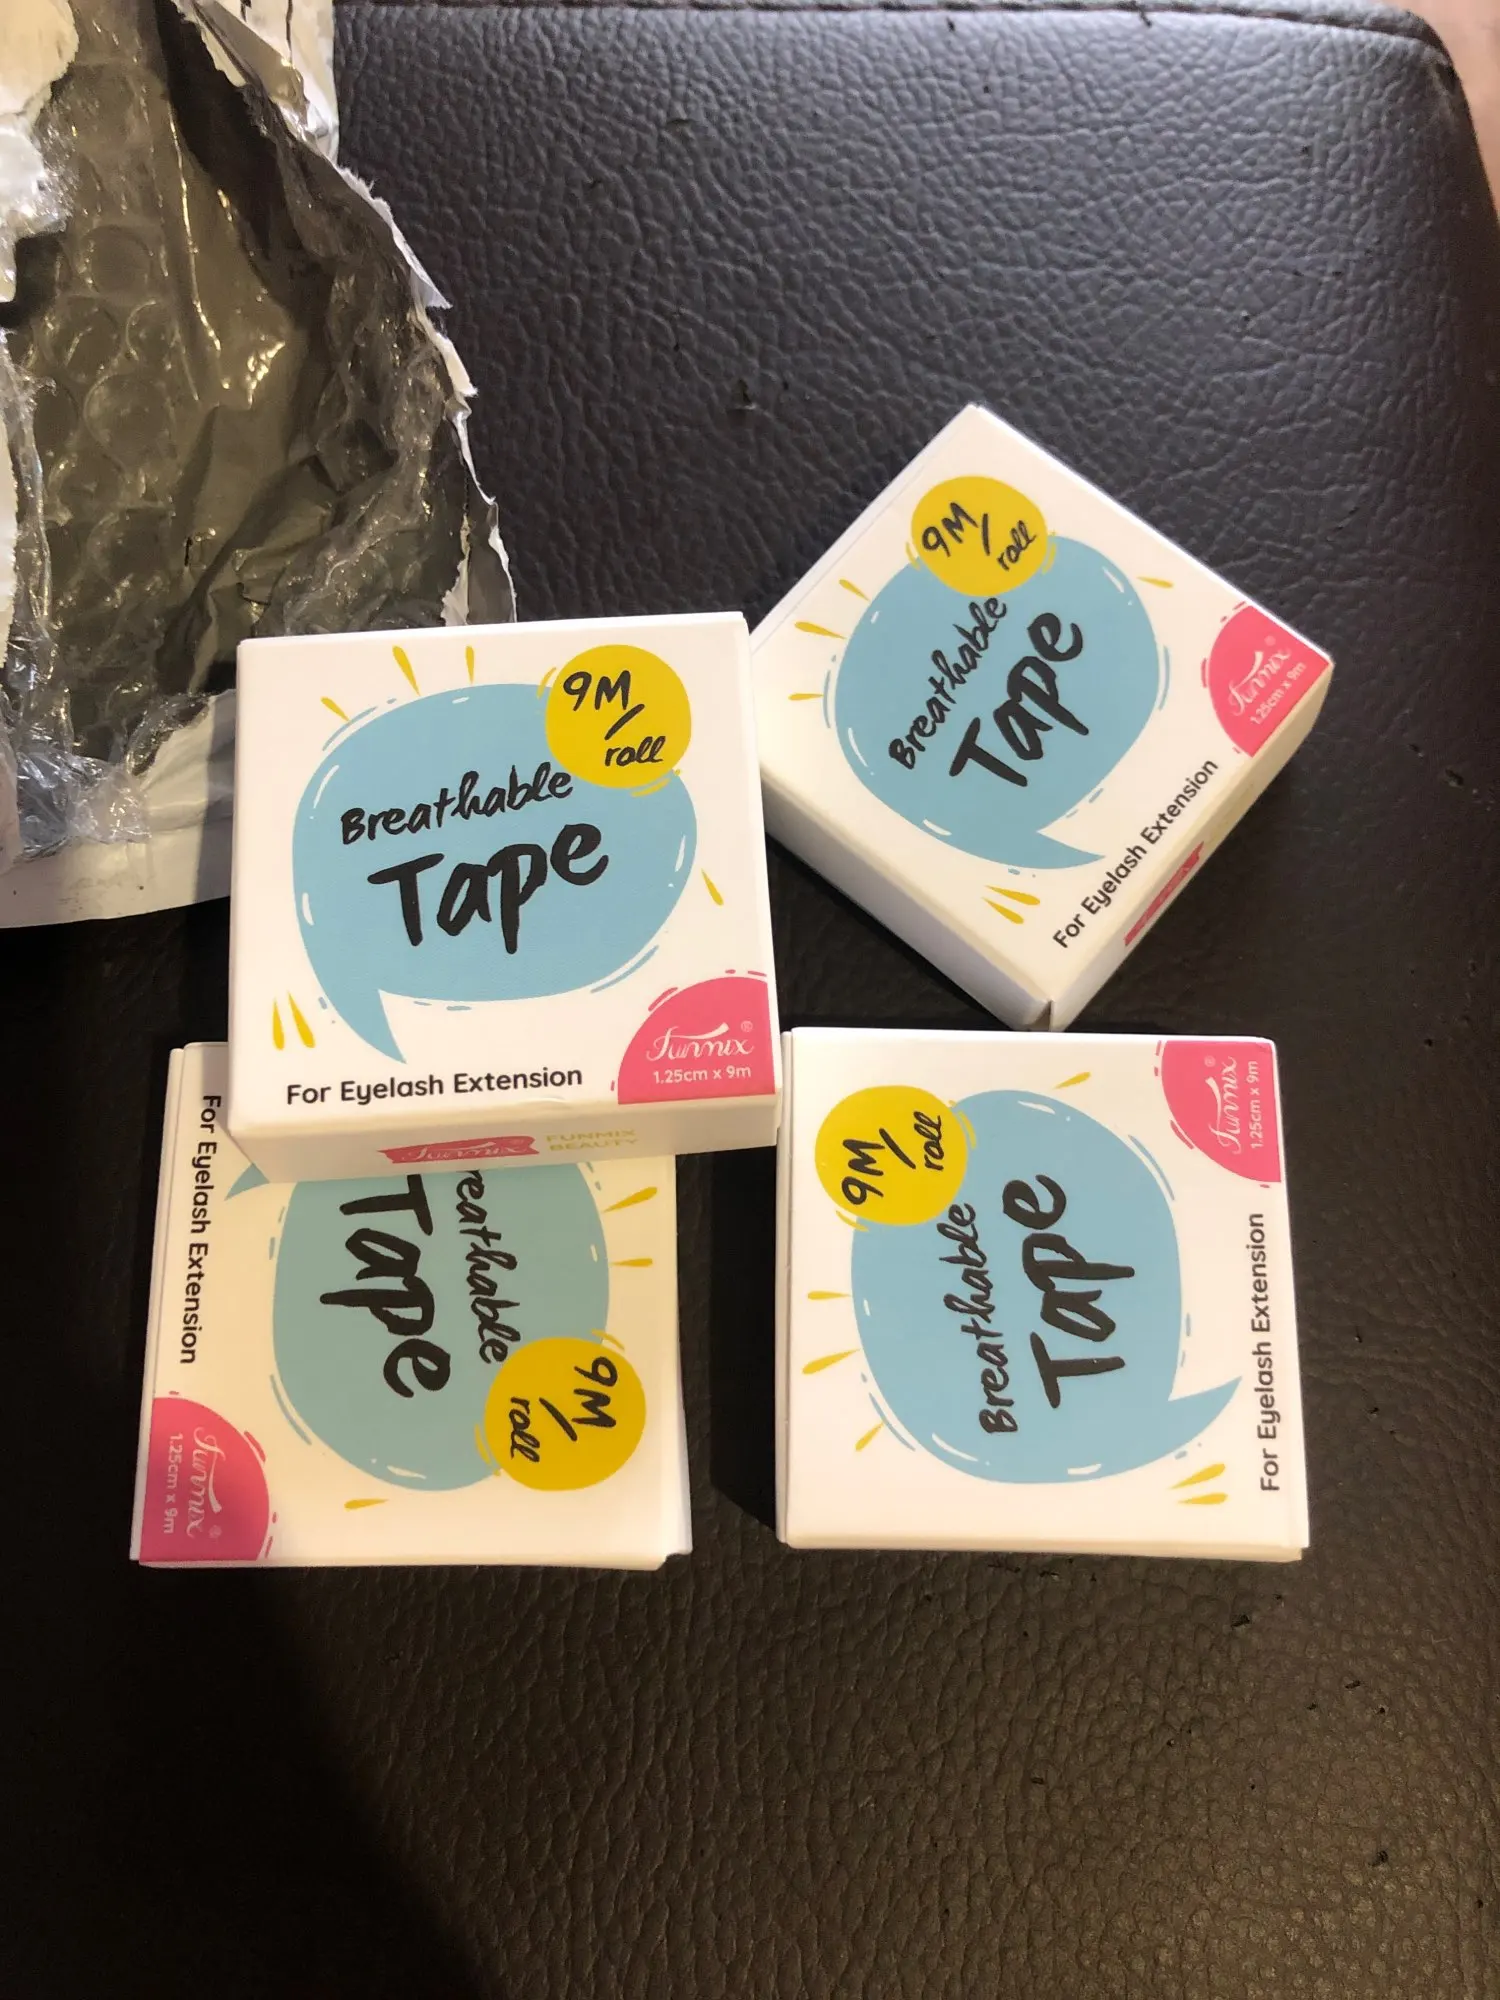 9M/
roll
Breathable
Tape
For Eyelash Extension
Funmix®
1.25cm x 9m
Funmix®
FUNMIX
BEAUTY
9M/
roll
Breathable
Tape
For Eyelash Extension
Funmix®
1.25cm x 9m
For Eyelash Extension
reathable
Tape
9M/
roll
Funmix®
1.25cm x 9m
9M/
roll
Breathable
Tape
For Eyelash Extension
Funmix®
1.25cm x 9m